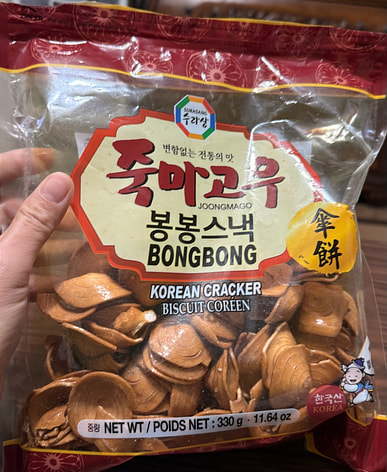 SURASANG
수라상
변함없는 전통의 맛
죽마고우
JOONGMAGO
봉봉스낵
BONGBONG
傘餅
KOREAN CRACKER
BISCUIT COREEN
한국산
KOREA
중량 NET WT / POIDS NET : 330 g · 11.64 oz